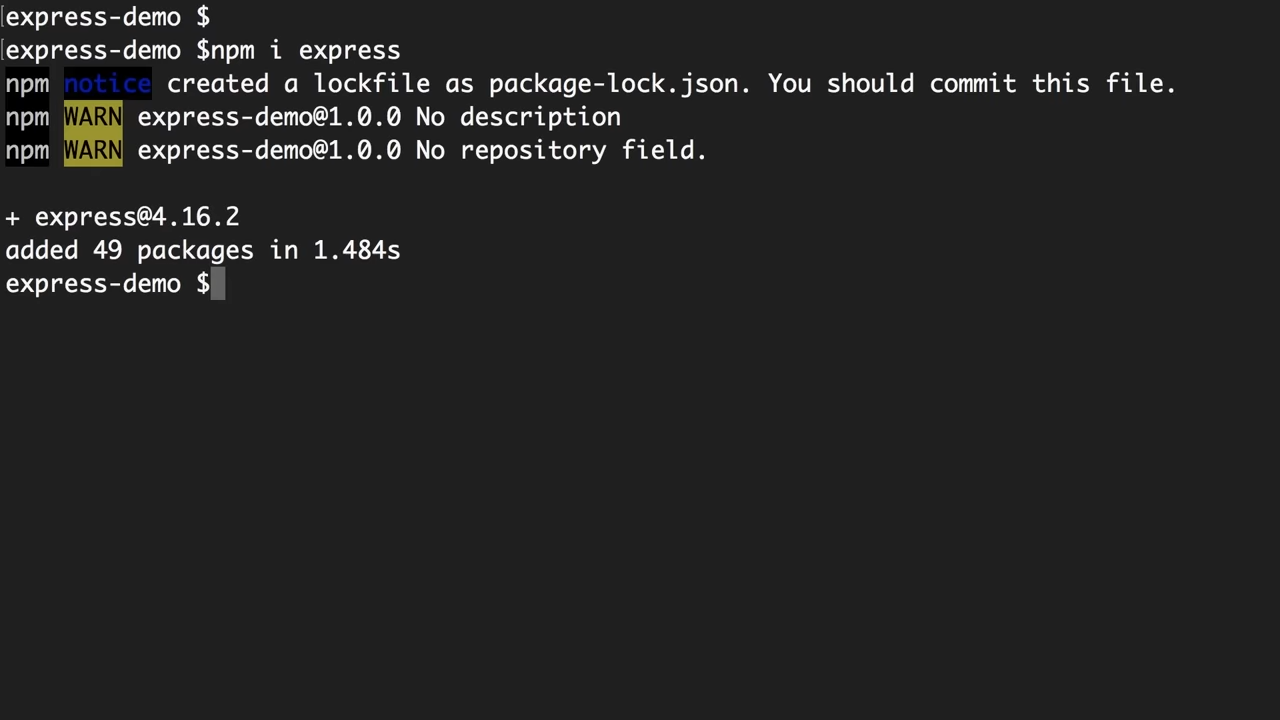 express-demo $
express-demo $npm i express
npm notice created a lockfile as package-lock.json. You should commit this file.
npm WARN express-demo@1.0.0 No description
npm WARN express-demo@1.0.0 No repository field.
+ express@4.16.2
added 49 packages in 1.484s
express-demo $